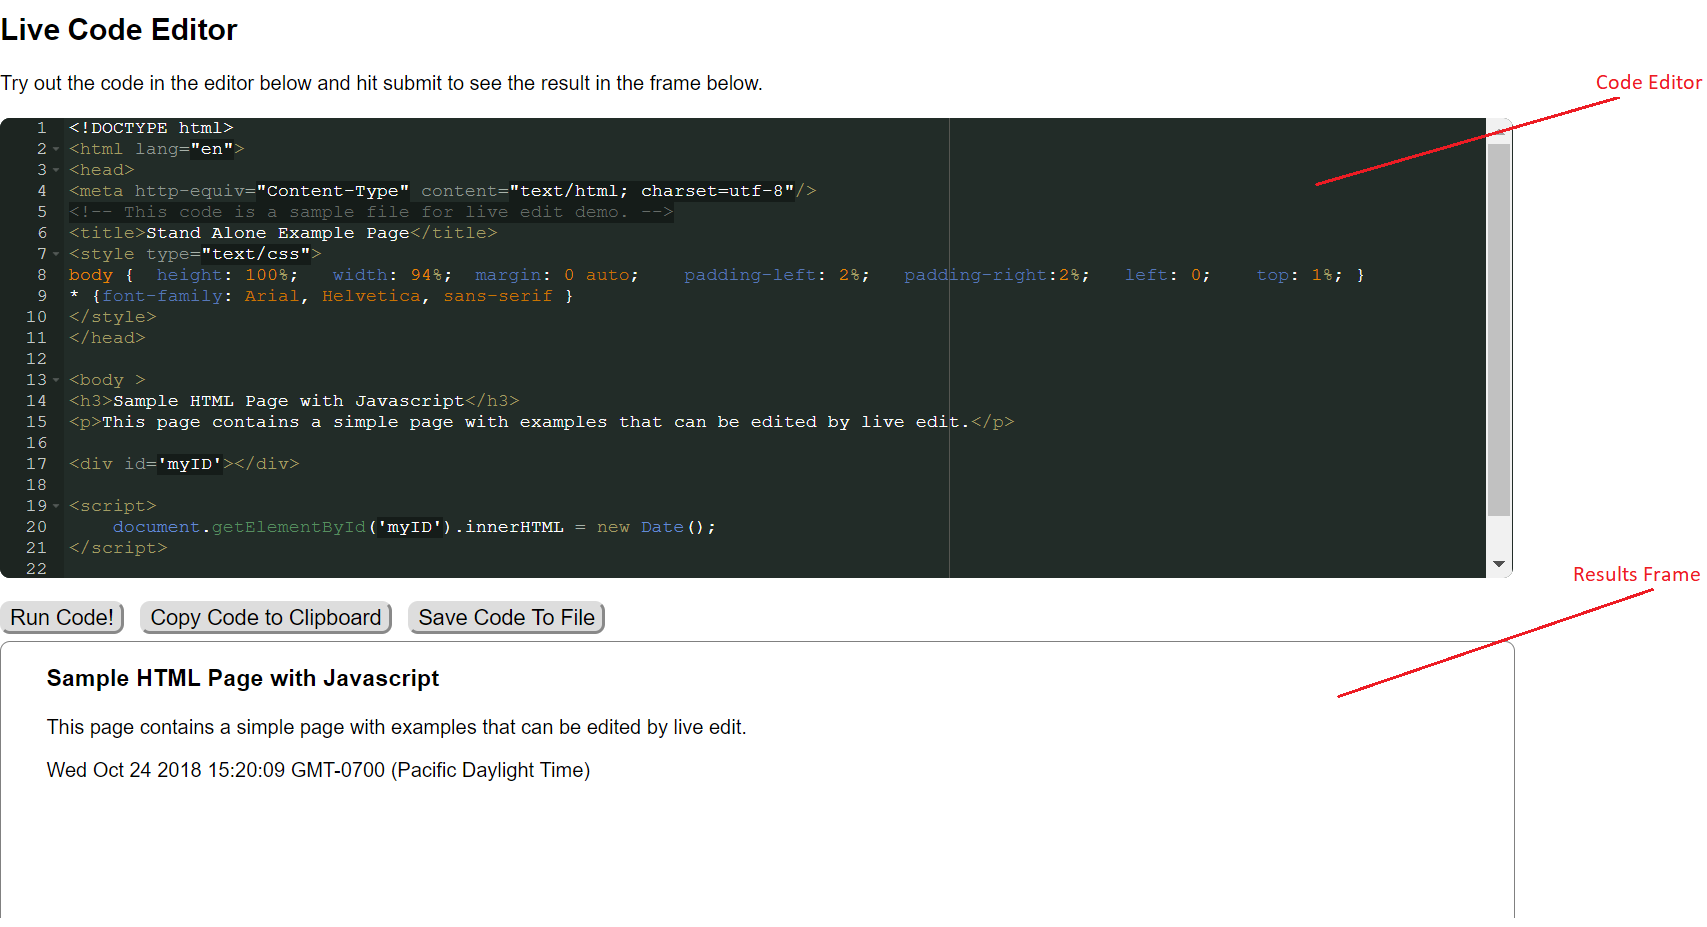 Live Code Editor
Try out the code in the editor below and hit submit to see the result in the frame below.
Code Editor
1 <!DOCTYPE html>
2 <html lang="en">
3 <head>
4 <meta http-equiv="Content-Type" content="text/html; charset=utf-8"/>
5 <!-- This code is a sample file for live edit demo. -->
6 <title>Stand Alone Example Page</title>
7 <style type="text/css">
8 body {  height: 100%;   width: 94%;  margin: 0 auto;    padding-left: 2%;   padding-right:2%;   left: 0;    top: 1%; }
9 * {font-family: Arial, Helvetica, sans-serif }
10 </style>
11 </head>
12
13 <body >
14 <h3>Sample HTML Page with Javascript</h3>
15 <p>This page contains a simple page with examples that can be edited by live edit.</p>
16
17 <div id='myID'></div>
18
19 <script>
20     document.getElementById('myID').innerHTML = new Date();
21 </script>
22
Results Frame
Run Code! Copy Code to Clipboard Save Code To File
Sample HTML Page with Javascript
This page contains a simple page with examples that can be edited by live edit.
Wed Oct 24 2018 15:20:09 GMT-0700 (Pacific Daylight Time)